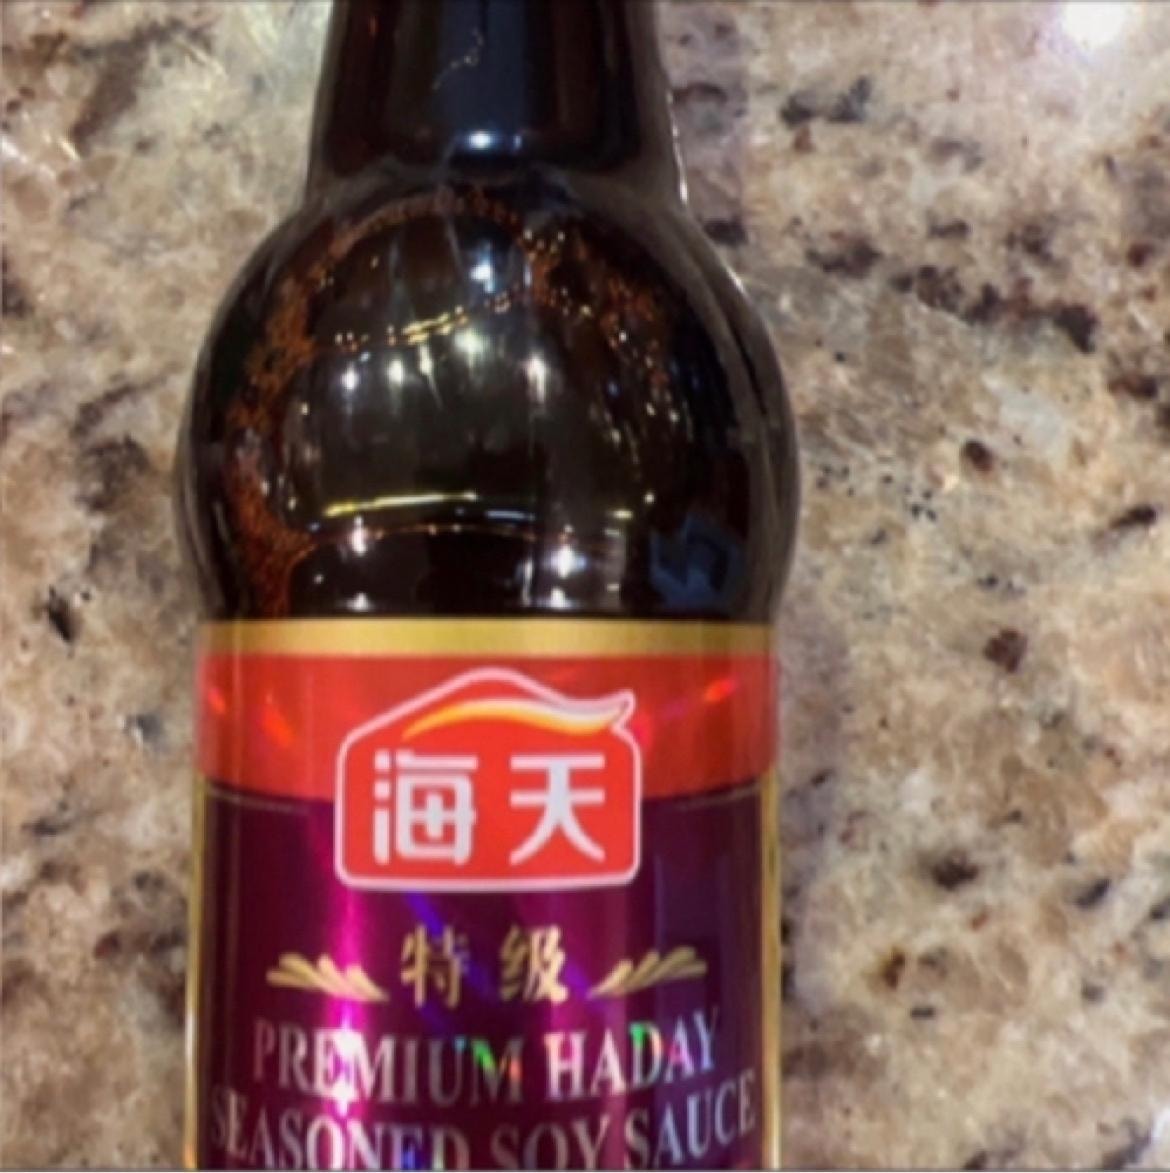 海天
特级
PREMIUM HADAY
SEASONED SOY SAUCE